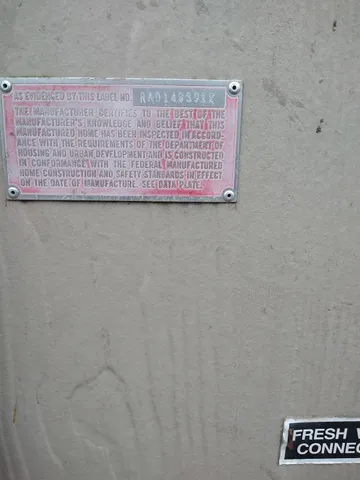 AS EVIDENCED BY THIS LABEL NO.
THE MANUFACTURER CERTIFIES TO THE BEST OF THE
MANUFACTURER'S KNOWLEDGE AND BELIEF THAT THIS
MANUFACTURED HOME HAS BEEN INSPECTED IN ACCORD-
ANCE WITH THE REQUIREMENTS OF THE DEPARTMENT OF
HOUSING AND URBAN DEVELOPMENT AND IS CONSTRUCTED
IN CONFORMANCE WITH THE FEDERAL MANUFACTURED
HOME CONSTRUCTION AND SAFETY STANDARDS IN EFFECT
ON THE DATE OF MANUFACTURE. SEE DATA PLATE.
FRESH
CONNEC